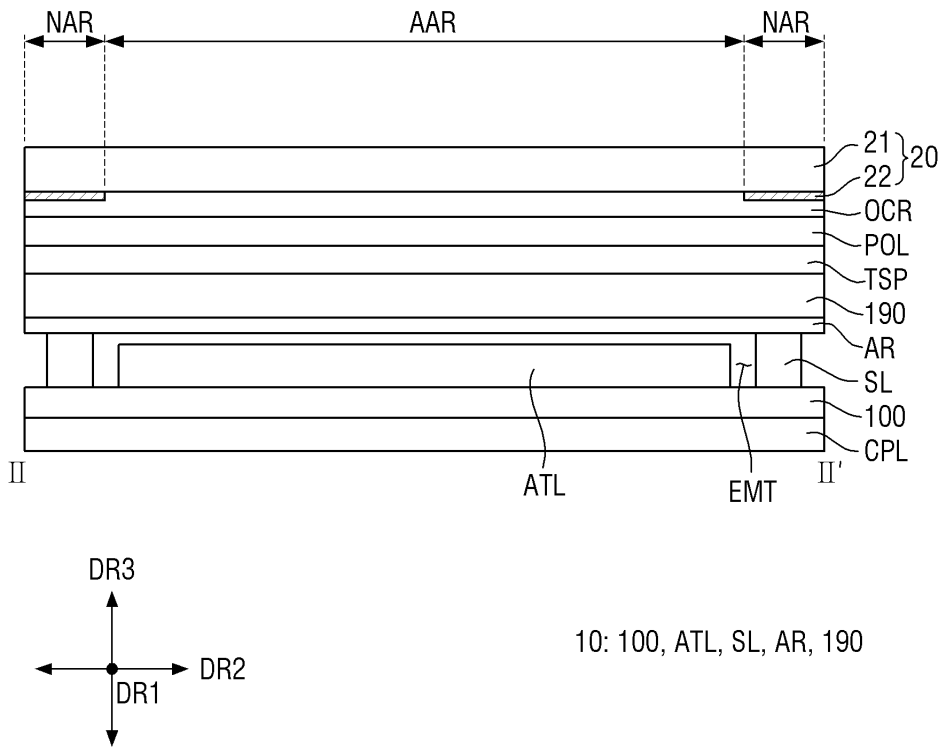 NAR AAR NAR
21
20
22
OCR
POL
TSP
190
AR
SL
100
CPL
II II'
ATL EMT
DR3
DR2
DR1
10: 100, ATL, SL, AR, 190